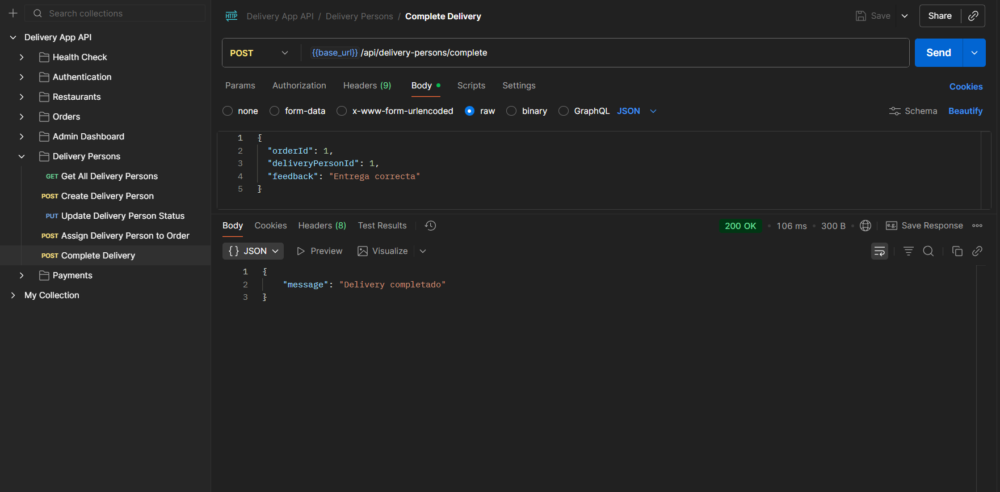 Search collections
Delivery App API
Health Check
Authentication
Restaurants
Orders
Admin Dashboard
Delivery Persons
GET Get All Delivery Persons
POST Create Delivery Person
PUT Update Delivery Person Status
POST Assign Delivery Person to Order
POST Complete Delivery
Payments
My Collection
HTTP Delivery App API / Delivery Persons / Complete Delivery
Save
Share
POST {{base_url}} /api/delivery-persons/complete
Send
Params Authorization Headers (9) Body Scripts Settings
Cookies
none form-data x-www-form-urlencoded raw binary GraphQL JSON
Schema Beautify
1 {
2 "orderId": 1,
3 "deliveryPersonId": 1,
4 "feedback": "Entrega correcta"
5 }
Body Cookies Headers (8) Test Results
200 OK • 106 ms • 300 B • e.g. Save Response
{} JSON Preview Visualize
1 {
2 "message": "Delivery completado"
3 }